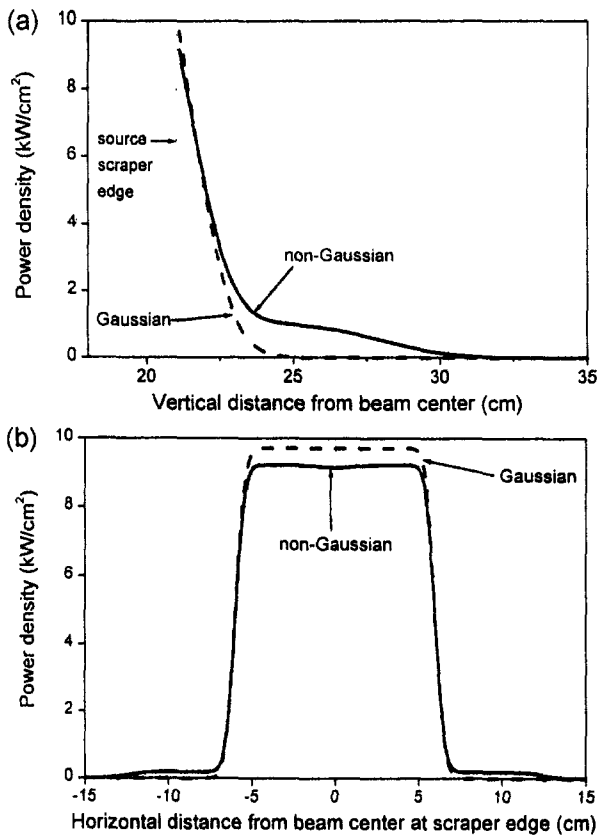 (a)
Power density (kW/cm²)
10
8
6
4
2
0
source
scraper
edge
non-Gaussian
Gaussian
20
25
30
35
Vertical distance from beam center (cm)
(b)
Power density (kW/cm²)
10
8
6
4
2
0
Gaussian
non-Gaussian
-15
-10
-5
0
5
10
15
Horizontal distance from beam center at scraper edge (cm)